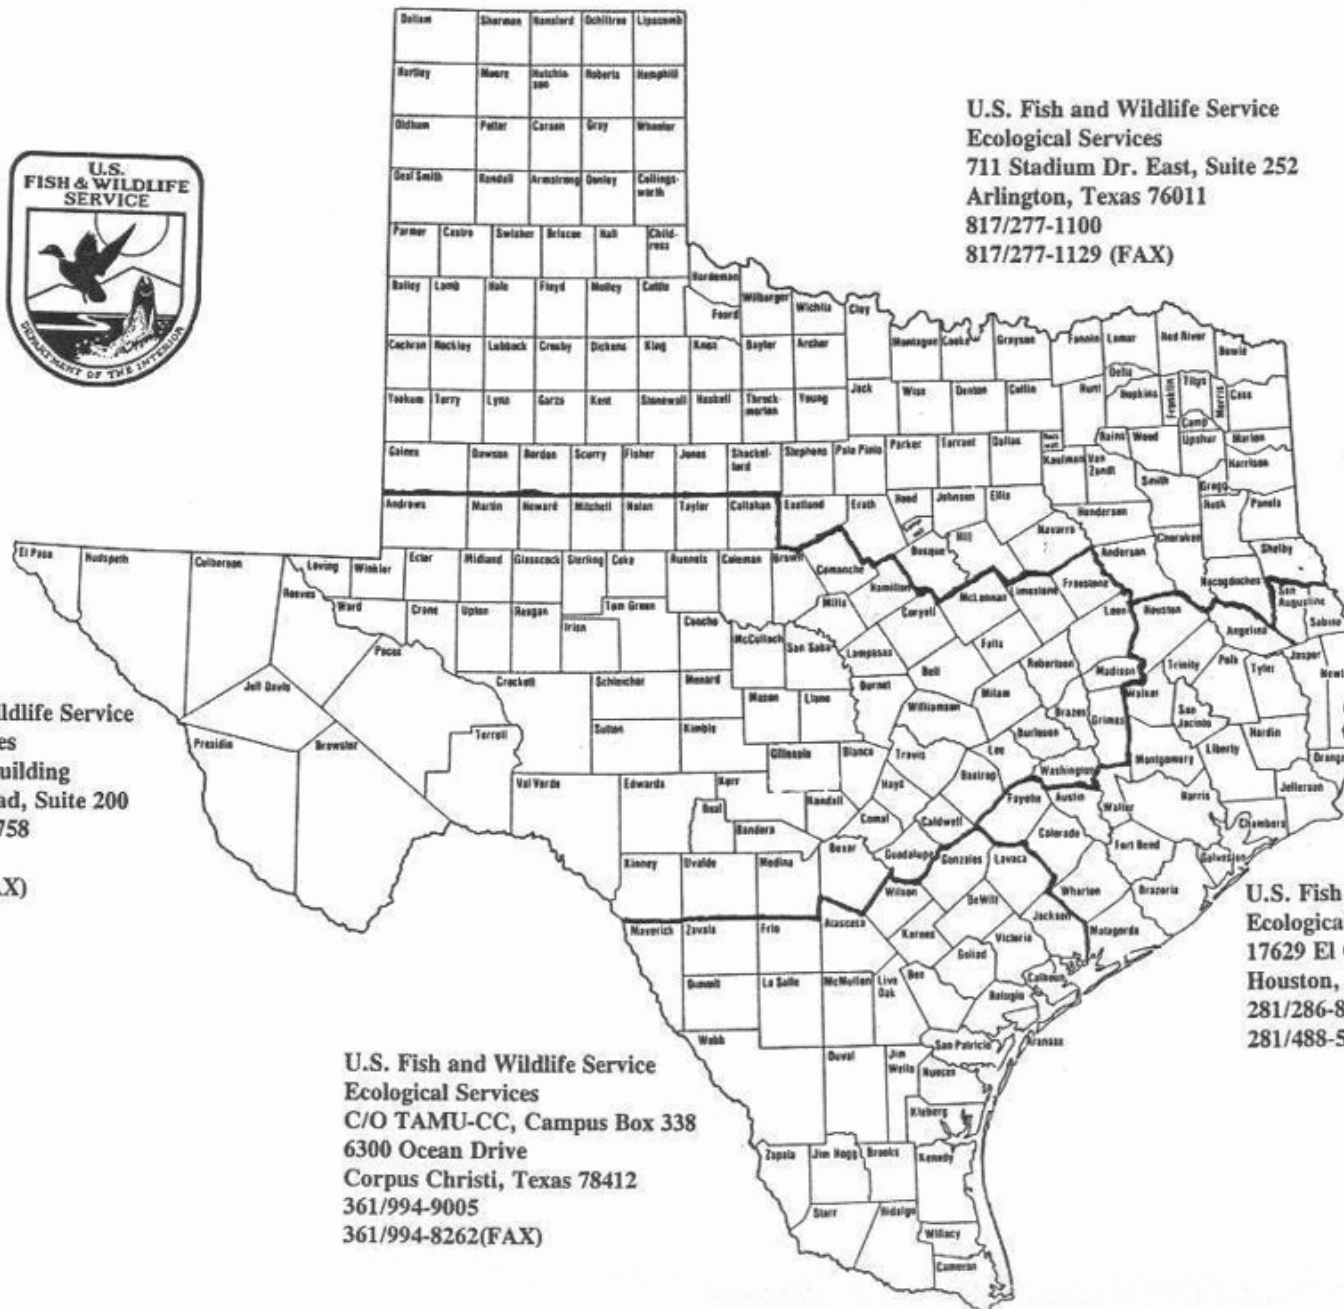 U.S.
FISH & WILDLIFE
SERVICE
DEPARTMENT OF THE INTERIOR
U.S. Fish and Wildlife Service
Ecological Services
711 Stadium Dr. East, Suite 252
Arlington, Texas 76011
817/277-1100
817/277-1129 (FAX)
Dallam Sherman Hansford Ochiltree Lipscomb
Hartley Moore Hutchin-
son Roberts Hemphill
Oldham Potter Carson Gray Wheeler
Deaf Smith Randall Armstrong Donley Collings-
worth
Parmer Castro Swisher Briscoe Hall Child-
ress
Hardeman
Bailey Lamb Hale Floyd Motley Cottle
Foard Wilbarger Wichita Clay
Cochran Hockley Lubbock Crosby Dickens King Knox Baylor Archer Montague Cooke Grayson Fannin Lamar Red River Bowie
Delta
Yoakum Terry Lynn Garza Kent Stonewall Haskell Throck-
morton Young Jack Wise Denton Collin Hunt Hopkins Franklin Titus Morris Cass
Camp
Gaines Dawson Borden Scurry Fisher Jones Shackel-
ford Stephens Palo Pinto Parker Tarrant Dallas Rock-
wall Rains Wood Upshur Marion
Kaufman Van
Zandt Harrison
Smith Gregg
Andrews Martin Howard Mitchell Nolan Taylor Callahan Eastland Erath Hood Johnson Ellis Henderson Rusk Panola
Navarro Cherokee
El Paso Hudspeth Culberson Loving Winkler Ector Midland Glasscock Sterling Coke Runnels Coleman Brown Comanche Bosque Hill Anderson Shelby
Reeves Ward Crane Upton Reagan Irion Tom Green Concho Mills Hamilton Coryell McLennan Limestone Freestone Leon Houston Nacogdoches San
Augustine
Sabine
Angelina
McCulloch San Saba Lampasas Falls
Pecos Bell Robertson Madison Trinity Polk Tyler Jasper
Jeff Davis Crockett Schleicher Menard Mason Llano Burnet Milam Walker
Williamson Brazos Grimes San
Jacinto
Presidio Brewster Terrell Sutton Kimble Gillespie Blanco Travis Lee Burleson Washington Montgomery Liberty Hardin
Val Verde Edwards Kerr Hays Bastrop Fayette Austin Waller Harris Jefferson
Real Kendall Comal Caldwell Colorado Chambers
Bandera
Kinney Uvalde Medina Bexar Guadalupe Gonzales Lavaca Fort Bend Galveston
Wilson DeWitt Wharton Brazoria
Maverick Zavala Frio Atascosa Karnes Jackson Matagorda
Victoria
Goliad
Dimmit La Salle McMullen Live
Oak Bee Calhoun
Refugio
Webb San Patricio Aransas
Duval Jim
Wells Nueces
Kleberg
Zapata Jim Hogg Brooks Kenedy
Starr Hidalgo
Willacy
Cameron
ildlife Service
es
uilding
ad, Suite 200
758
AX)
U.S. Fish
Ecologica
17629 El
Houston,
281/286-8
281/488-5
U.S. Fish and Wildlife Service
Ecological Services
C/O TAMU-CC, Campus Box 338
6300 Ocean Drive
Corpus Christi, Texas 78412
361/994-9005
361/994-8262(FAX)